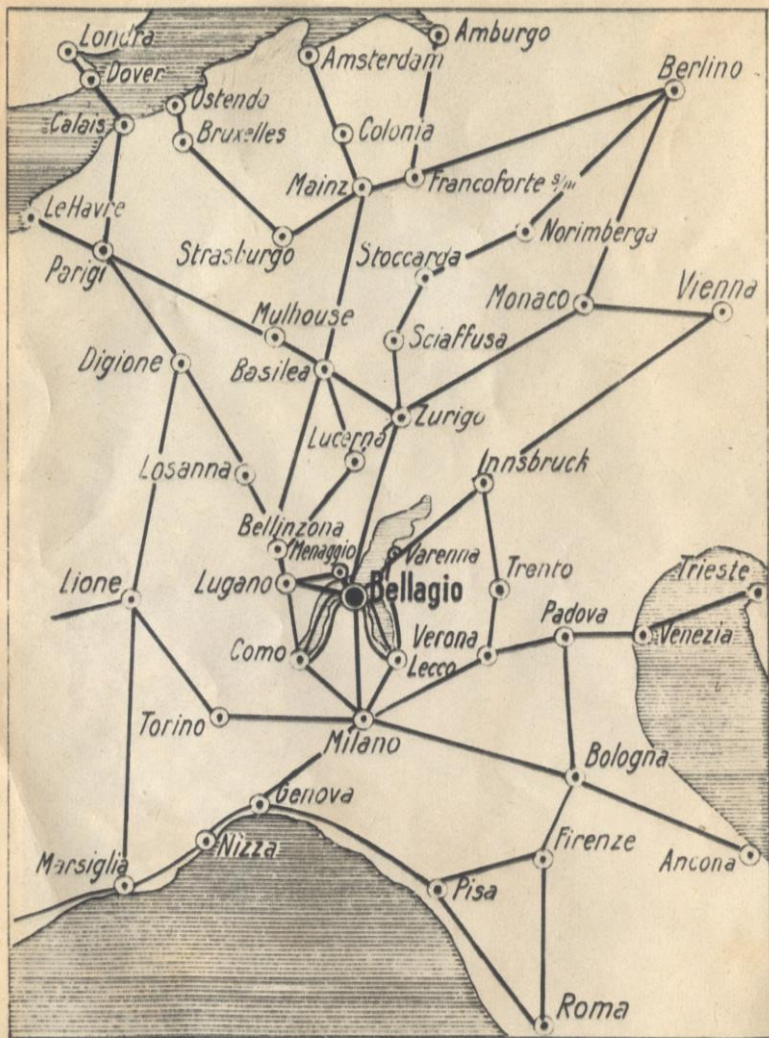 Londra
Amburgo
Amsterdam
Dover
Berlino
Ostenda
Calais
Bruxelles
Colonia
Mainz
Francoforte s/m
Le Havre
Strasburgo
Norimberga
Parigi
Stoccarda
Monaco
Vienna
Mulhouse
Sciaffusa
Digione
Basilea
Zurigo
Lucerna
Losanna
Innsbruck
Bellinzona
Menaggio
Varenna
Lione
Lugano
Bellagio
Trento
Trieste
Padova
Como
Verona
Lecco
Venezia
Torino
Milano
Bologna
Genova
Nizza
Firenze
Ancona
Marsiglia
Pisa
Roma